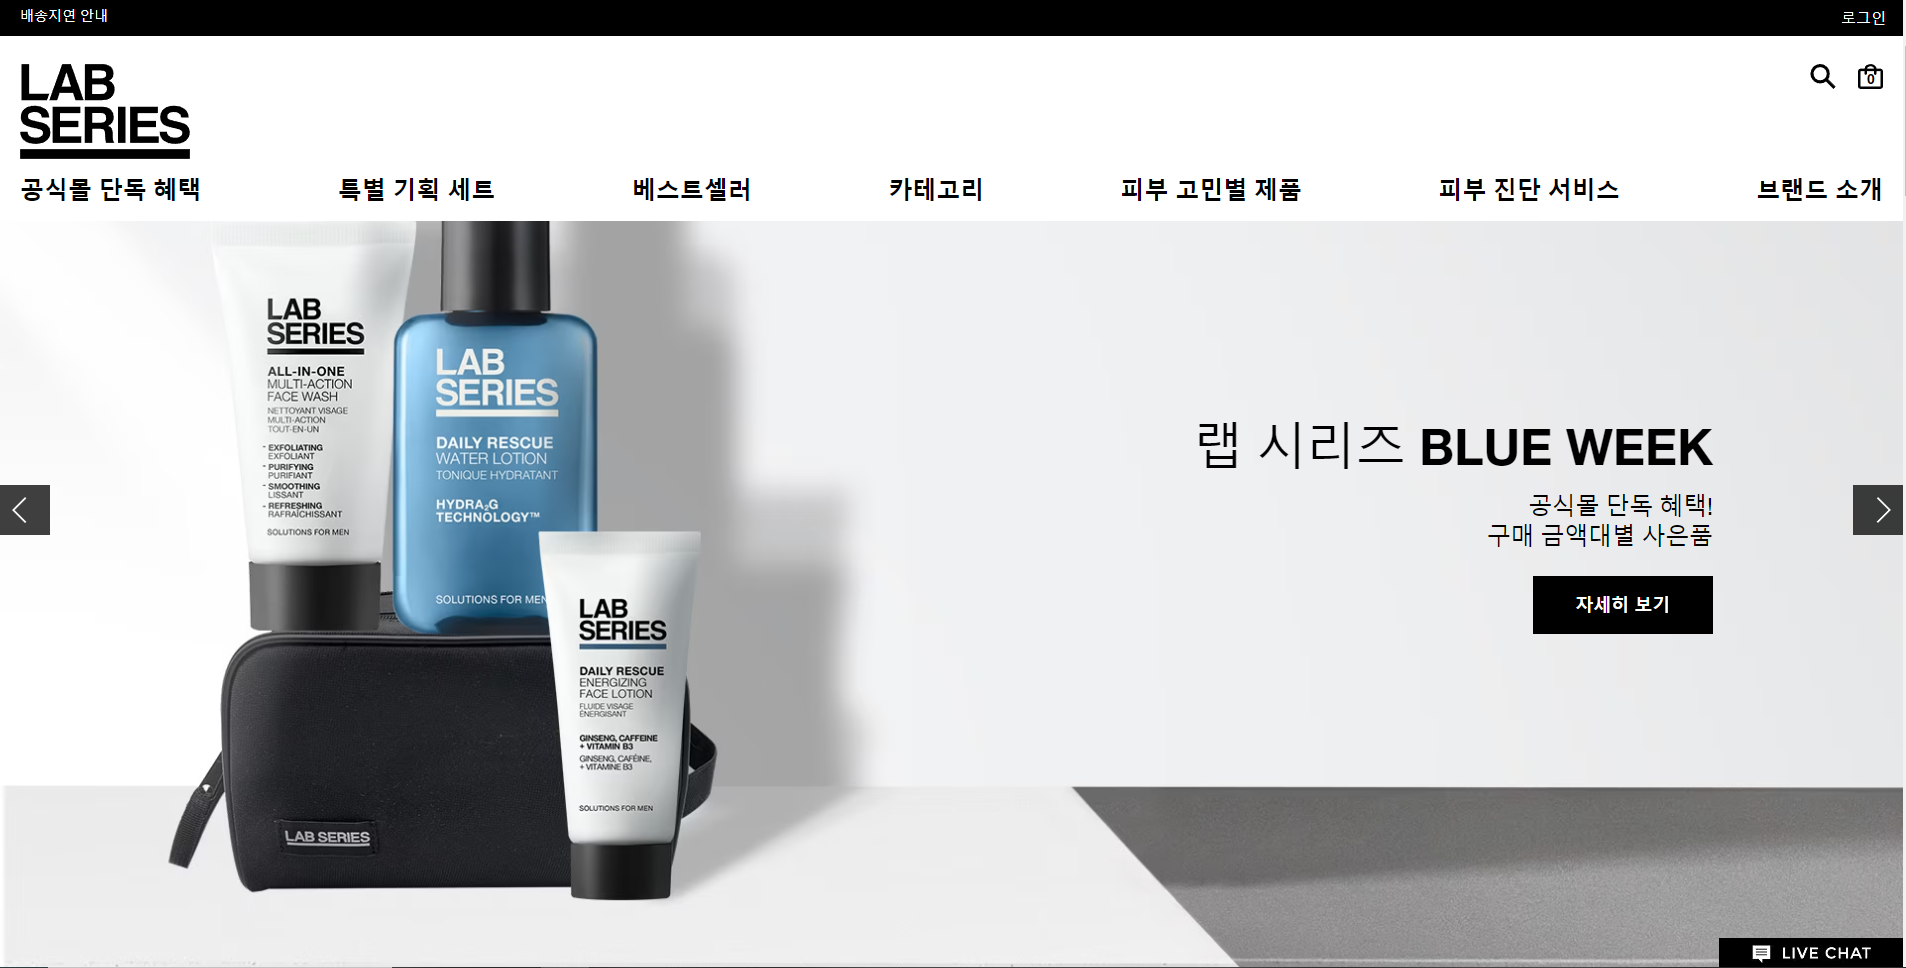 배송지연 안내
로그인
LAB
SERIES
0
공식몰 단독 혜택
특별 기획 세트
베스트셀러
카테고리
피부 고민별 제품
피부 진단 서비스
브랜드 소개
LAB
SERIES
ALL-IN-ONE
MULTI-ACTION
FACE WASH
NETTOYANT VISAGE
MULTI-ACTION
TOUT-EN-UN
- EXFOLIATING
EXFOLIANT
- PURIFYING
PURIFIANT
- SMOOTHING
LISSANT
- REFRESHING
RAFRAÎCHISSANT
SOLUTIONS FOR MEN
LAB
SERIES
DAILY RESCUE
WATER LOTION
TONIQUE HYDRATANT
HYDRA₂G
TECHNOLOGY™
SOLUTIONS FOR MEN
LAB
SERIES
DAILY RESCUE
ENERGIZING
FACE LOTION
FLUIDE VISAGE
ÉNERGISANT
GINSENG, CAFFEINE
+ VITAMIN B3
GINSENG, CAFÉINE,
+ VITAMINE B3
SOLUTIONS FOR MEN
LAB SERIES
랩 시리즈 BLUE WEEK
공식몰 단독 혜택!
구매 금액대별 사은품
자세히 보기
LIVE CHAT